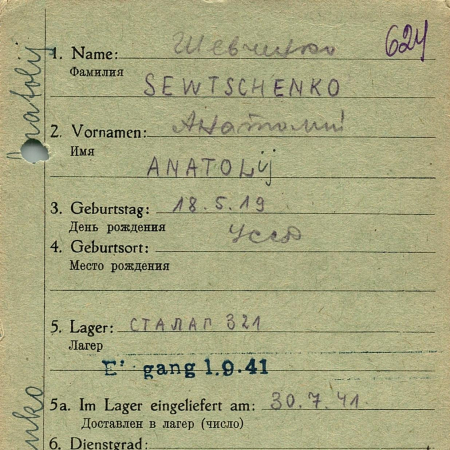 624
1. Name: Шевченко
Фамилия
SEWTSCHENKO
2. Vornamen: Анатолий
Имя
ANATOLIJ
3. Geburtstag: 18.5.19
День рождения
4. Geburtsort:
Место рождения
5. Lager: СТАЛАГ 321
Лагер
E' gang 1.9.41
5a. Im Lager eingeliefert am: 30.7.41.
Доставлен в лагер (число)
6. Dienstgrad:
Anatolij